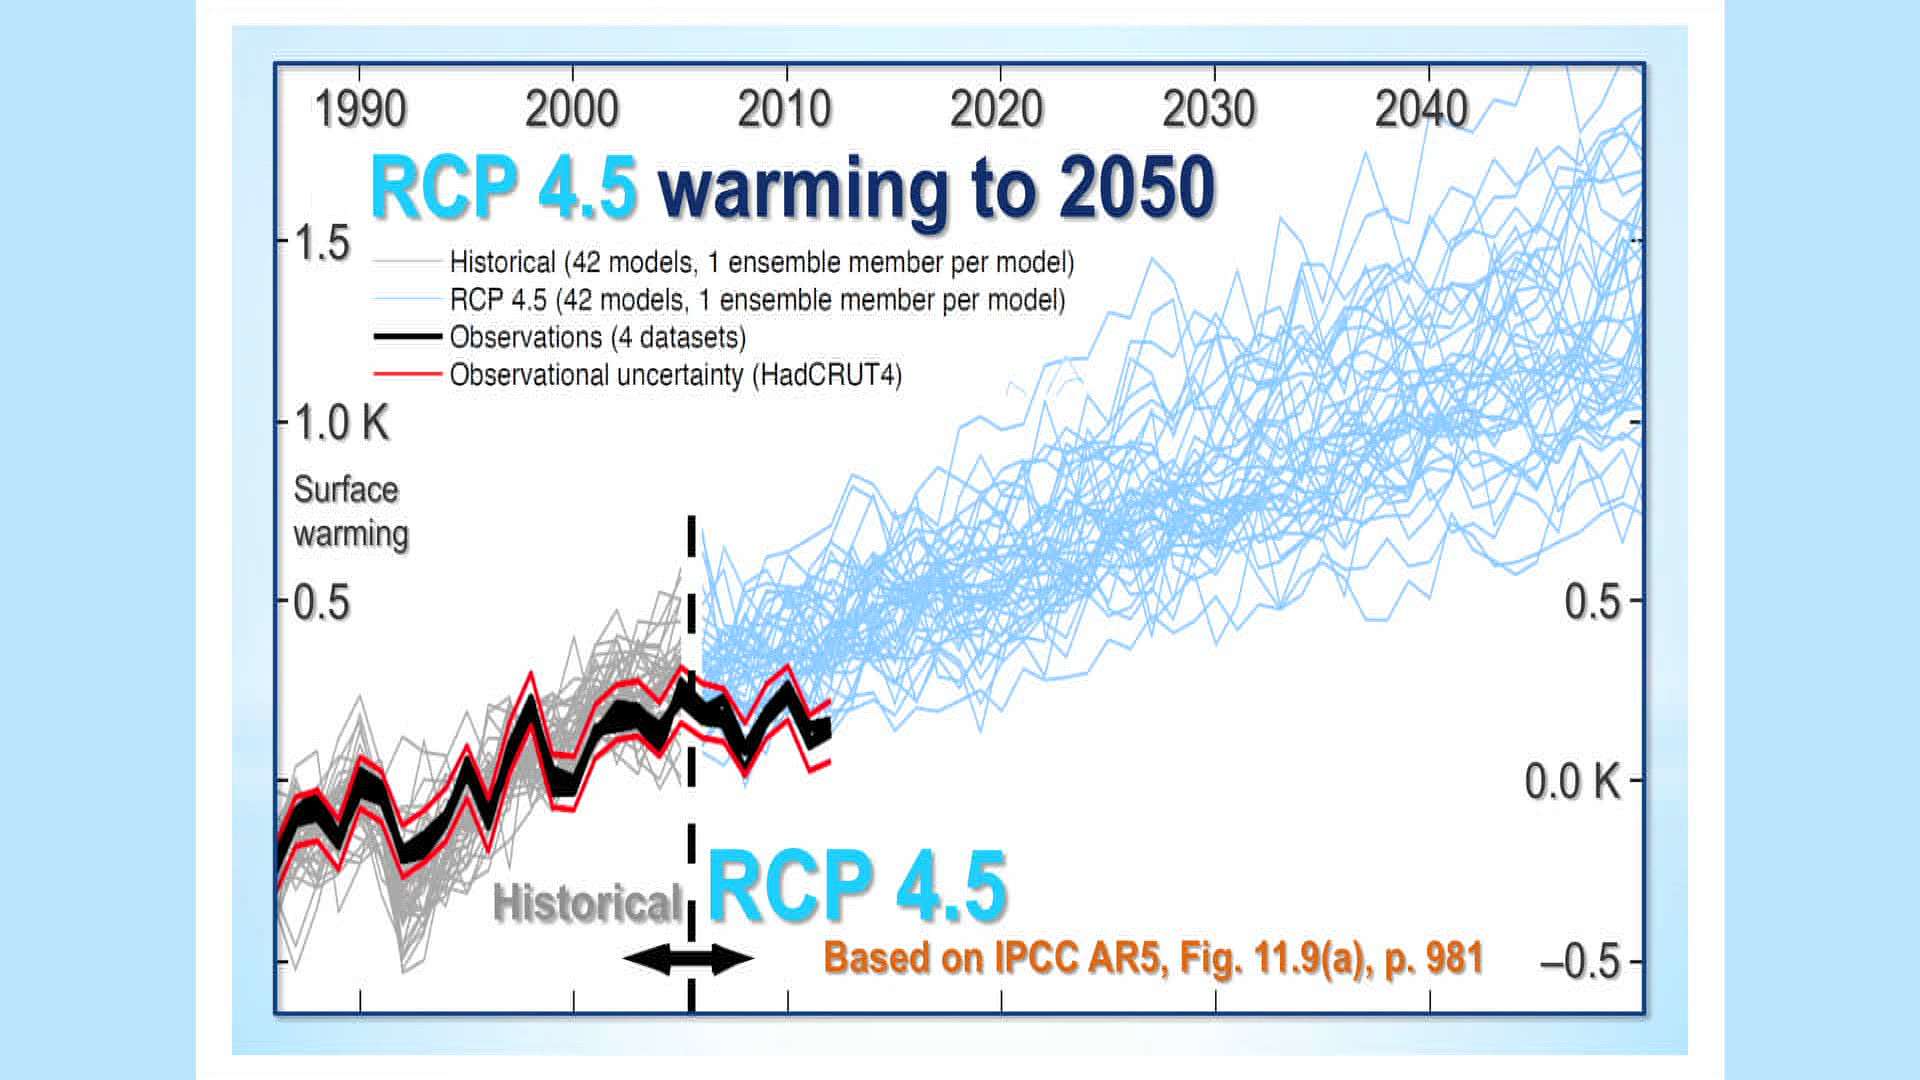 1990 2000 2010 2020 2030 2040
RCP 4.5 warming to 2050
1.5
Historical (42 models, 1 ensemble member per model)
RCP 4.5 (42 models, 1 ensemble member per model)
Observations (4 datasets)
Observational uncertainty (HadCRUT4)
1.0 K
Surface
warming
0.5 0.5
0.0 K
Historical RCP 4.5
Based on IPCC AR5, Fig. 11.9(a), p. 981
–0.5